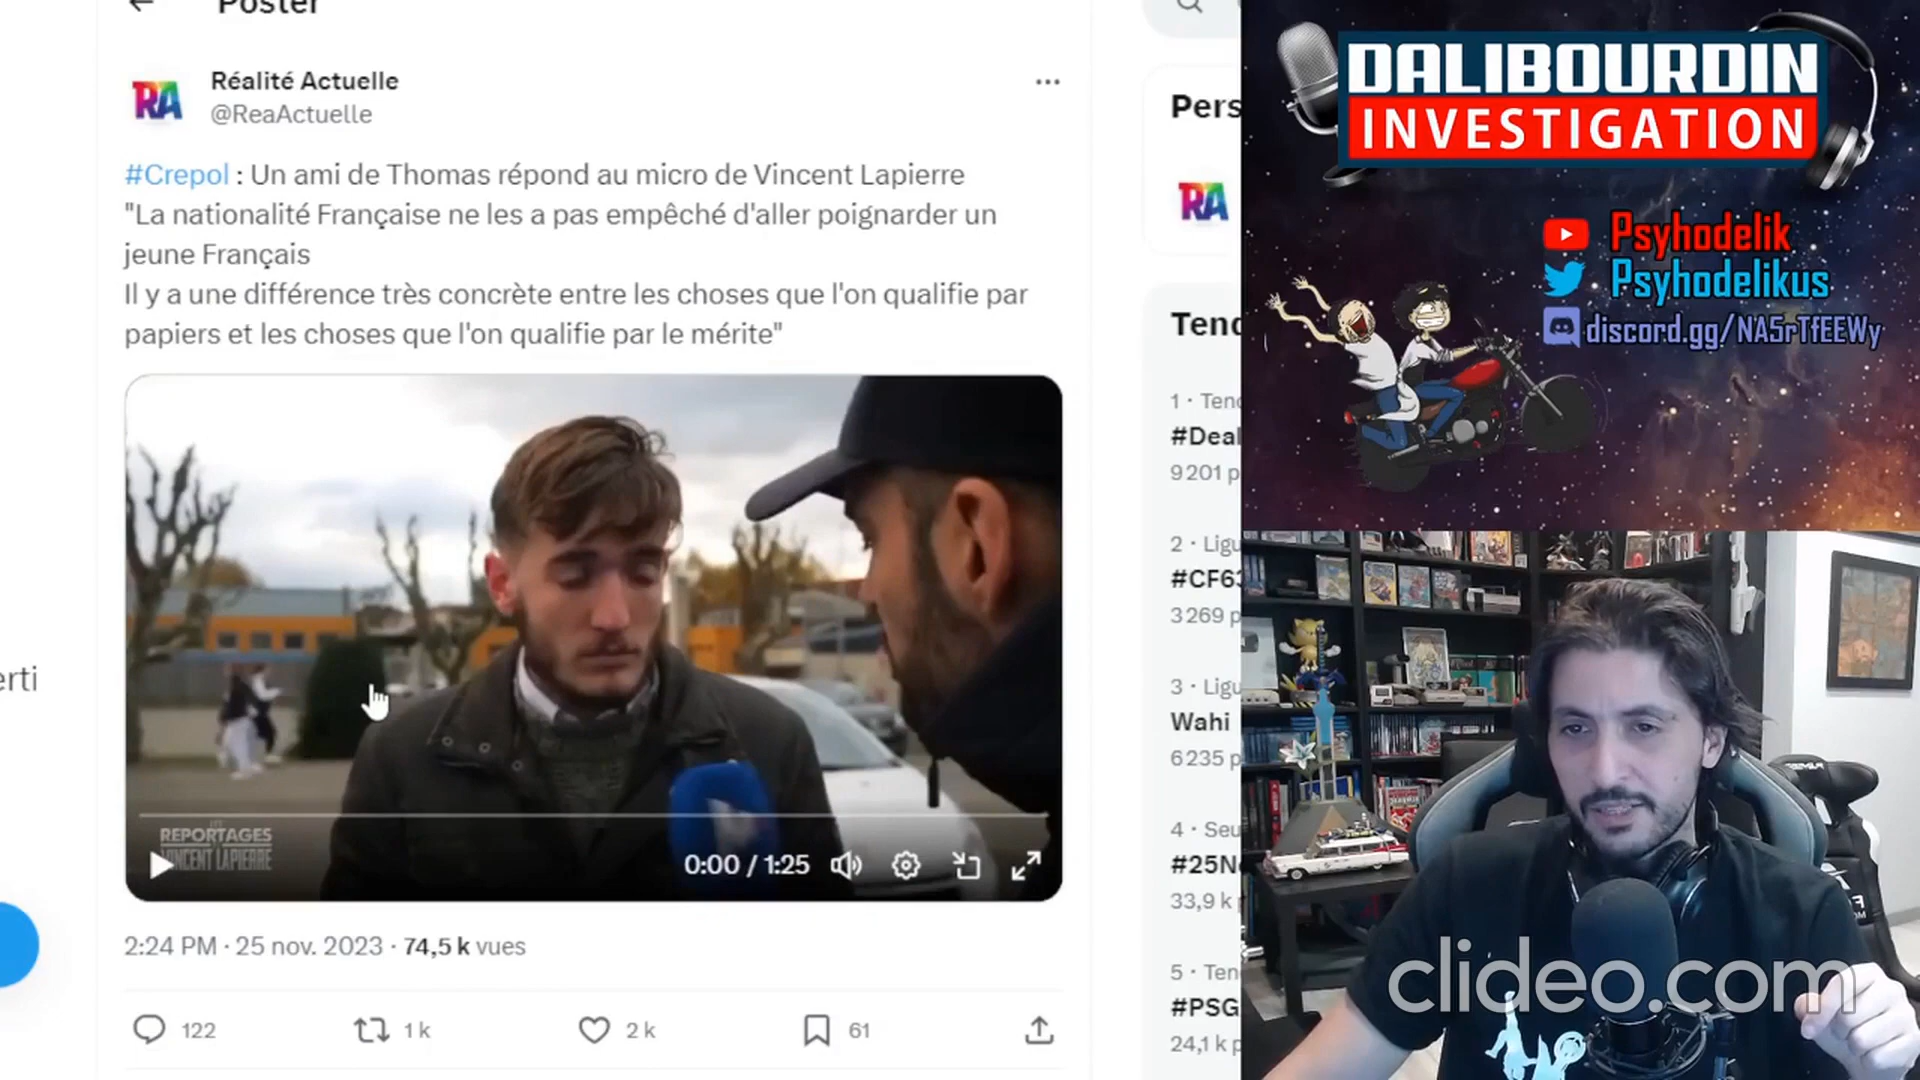 Poster
Réalité Actuelle
@ReaActuelle
#Crepol : Un ami de Thomas répond au micro de Vincent Lapierre
"La nationalité Française ne les a pas empêché d'aller poignarder un
jeune Français
Il y a une différence très concrète entre les choses que l'on qualifie par
papiers et les choses que l'on qualifie par le mérite"
LES
REPORTAGES
VINCENT LAPIERRE
0:00 / 1:25
2:24 PM · 25 nov. 2023 · 74,5 k vues
122
1 k
2 k
61
erti
RA
Pers
RA
Tend
1 · Tend
#Deal
9 201 p
2 · Ligu
#CF63
3 269 p
3 · Ligu
Wahi
6 235 p
4 · Seu
#25N
33,9 k
5 · Ten
#PSG
24,1 k p
DALIBOURDIN
INVESTIGATION
Psyhodelik
Psyhodelikus
discord.gg/NA5rTfEEWy
clideo.com